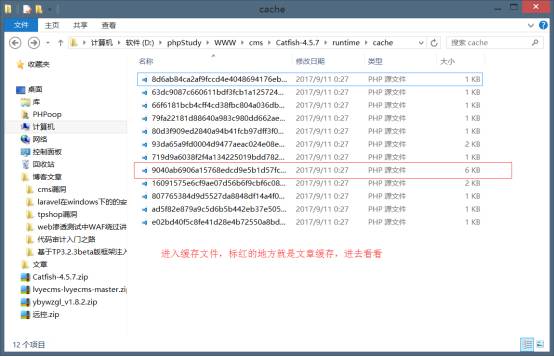 cache
文件 主页 共享 查看
计算机 软件 (D:) phpStudy WWW cms Catfish-4.5.7 runtime cache
搜索 cache
收藏夹
桌面
库
PHPoop
计算机
网络
控制面板
回收站
博客文章
cms漏洞
laravel在windows下的的安
tpshop漏洞
web渗透测试中WAF绕过讲
代码审计入门之路
基于TP3.2.3beta版框架注入
文章
Catfish-4.5.7.zip
lvyecms-lvyecms-master.zip
ybywzgl_v1.8.2.zip
远控.zip
名称 修改日期 类型 大小
8d6ab84ca2af9fccd4e4048694176eb... 2017/9/11 0:27 PHP 源文件 1 KB
63dc9087c660611bdf3fcb1a125724... 2017/9/11 0:27 PHP 源文件 1 KB
66f6181bcb4cff4cd38fbc804a036db... 2017/9/11 0:27 PHP 源文件 1 KB
79fa22181d88640a983c980dd662ae... 2017/9/11 0:27 PHP 源文件 1 KB
80d3f909ed2840a94b41fcb97dff3f0... 2017/9/11 0:27 PHP 源文件 1 KB
93da65a9fd0004d9477aeac024e08e... 2017/9/11 0:27 PHP 源文件 1 KB
719d9a6038f2f4a134225019bdd782... 2017/9/11 0:27 PHP 源文件 1 KB
9040ab6906a15768edcd9e5b1d57fc... 2017/9/11 0:27 PHP 源文件 6 KB
16091575e6cf9ae07d56b6f9cbf6c08... 2017/9/11 0:27 PHP 源文件 2 KB
807765384d9d5527daa8848df14a4f0... 2017/9/11 0:27 PHP 源文件 1 KB
ad5f82e879a9c5d6b5b442eb37e505... 2017/9/11 0:27 PHP 源文件 1 KB
e02bd40f5c8fe41d28e4b72550a8bd... 2017/9/11 0:27 PHP 源文件 1 KB
进入缓存文件，标红的地方就是文章缓存，进去看看
12 个项目